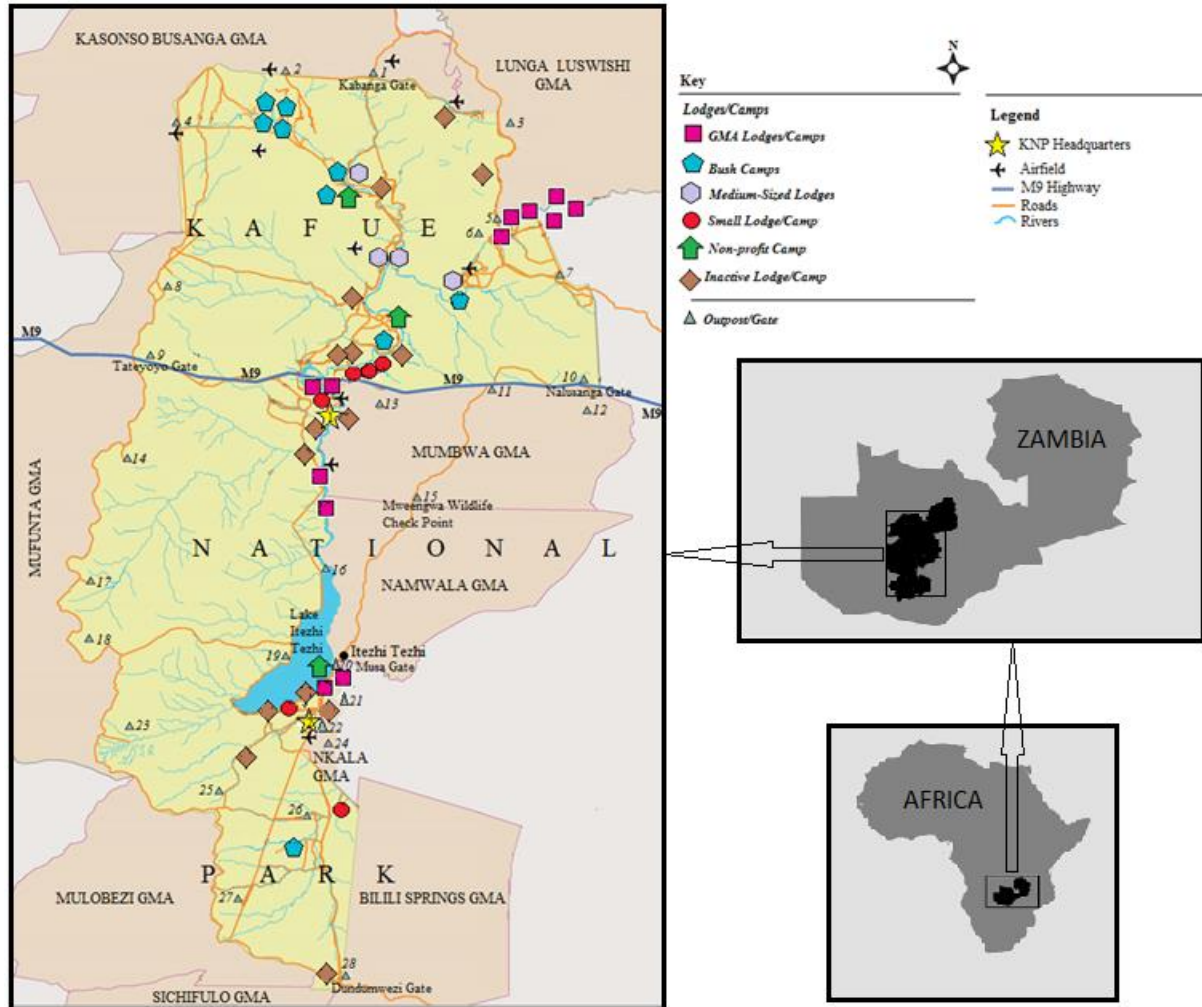 KASONSO BUSANGA GMA
LUNGA LUSWISHI
GMA
2
1
Kabanga Gate
4
3
5
6
K A F U E
7
8
M9
9
Tateyoyo Gate
M9
M9
11
10
Nalusanga Gate
12
M9
13
MUMBWA GMA
14
15
Mweengwa Wildlife
Check Point
MUFUNTA GMA
N A T I O N A L
16
NAMWALA GMA
17
18
Lake
Itezhi
Tezhi
19
Itezhi Tezhi
20
Musa Gate
21
22
23
24
NKALA
GMA
25
26
P A R K
MULOBEZI GMA
27
BILILI SPRINGS GMA
28
Dundumwezi Gate
SICHIFULO GMA
N
Key
Lodges/Camps
GMA Lodges/Camps
Bush Camps
Medium-Sized Lodges
Small Lodge/Camp
Non-profit Camp
Inactive Lodge/Camp
Outpost/Gate
Legend
KNP Headquarters
Airfield
M9 Highway
Roads
Rivers
ZAMBIA
AFRICA